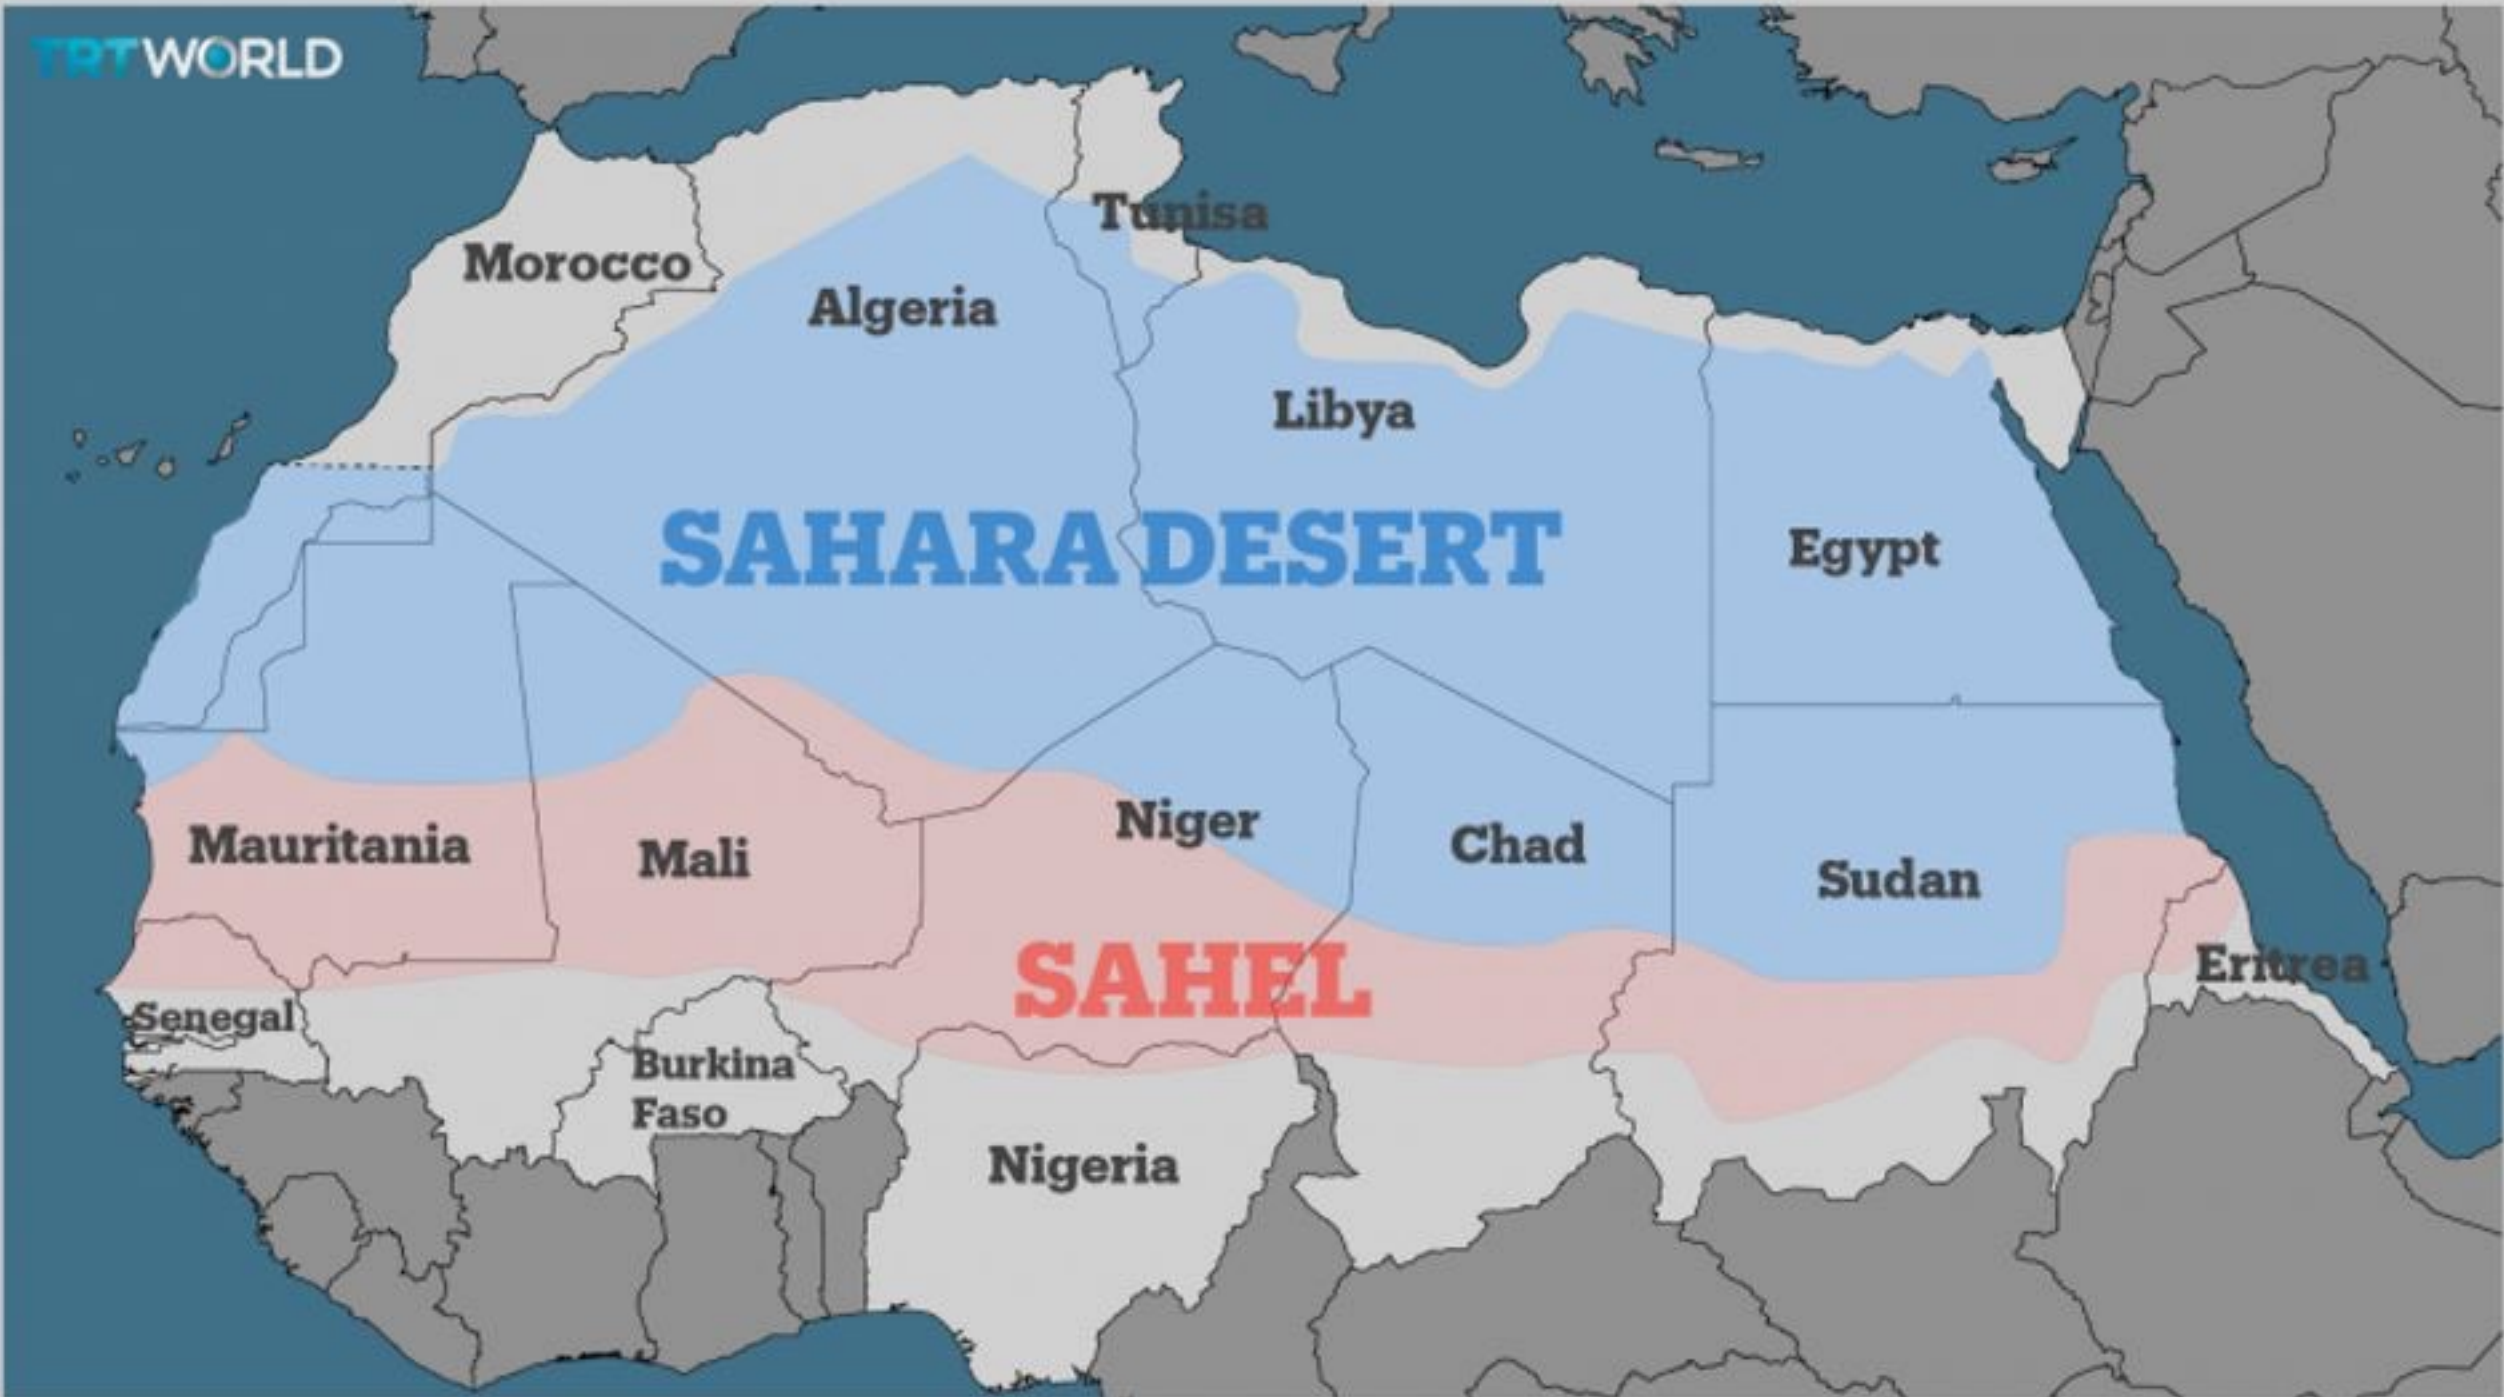 TRTWORLD
Tunisa
Morocco
Algeria
Libya
SAHARA DESERT
Egypt
Niger
Mauritania
Mali
Chad
Sudan
SAHEL
Eritrea
Senegal
Burkina
Faso
Nigeria